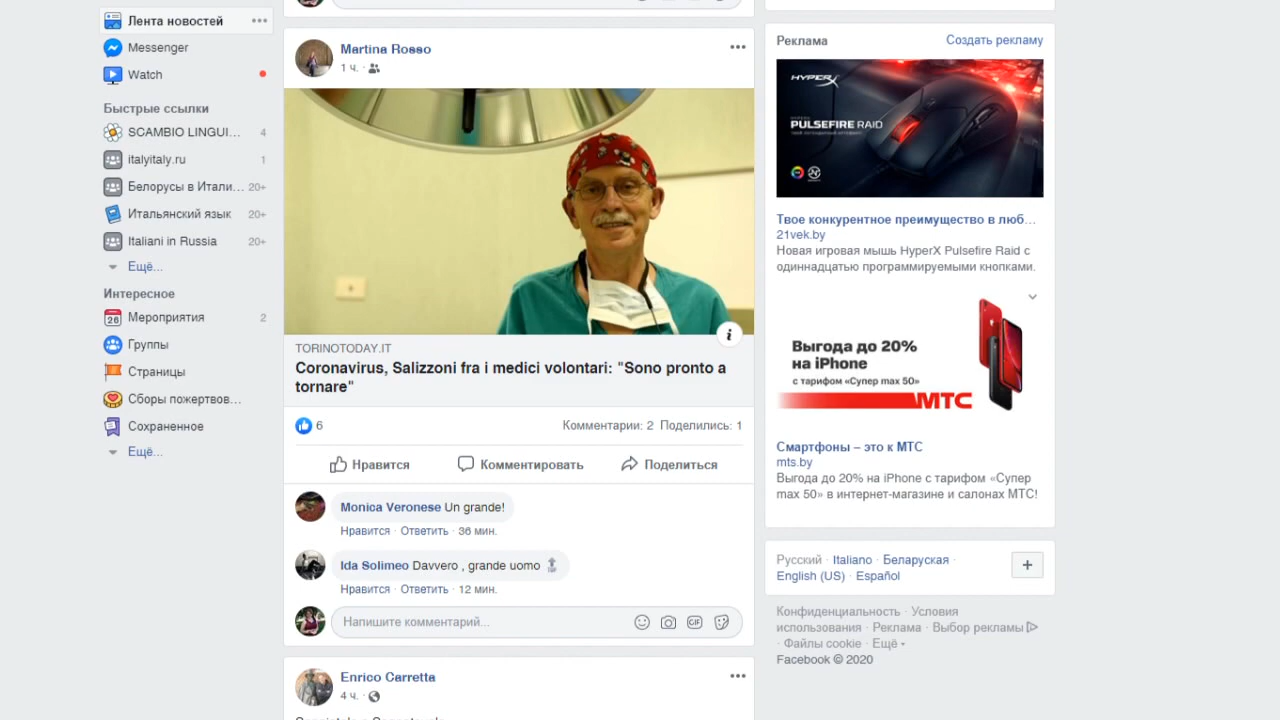 Лента новостей
Messenger
Watch
Быстрые ссылки
SCAMBIO LINGUI... 4
italyitaly.ru 1
Белорусы в Итали... 20+
Итальянский язык 20+
Italiani in Russia 20+
Ещё...
Интересное
26 Мероприятия 2
Группы
Страницы
Сборы пожертвов...
Сохраненное
Ещё...
Martina Rosso
1 ч.
TORINOTODAY.IT
Coronavirus, Salizzoni fra i medici volontari: "Sono pronto a
tornare"
6 Комментарии: 2 Поделились: 1
Нравится Комментировать Поделиться
Monica Veronese Un grande!
Нравится · Ответить · 36 мин.
Ida Solimeo Davvero , grande uomo
Нравится · Ответить · 12 мин.
Напишите комментарий...
GIF
Enrico Carretta
4 ч.
Реклама Создать рекламу
HYPERX
PULSEFIRE RAID
Твое конкурентное преимущество в люб...
21vek.by
Новая игровая мышь HyperX Pulsefire Raid с
одиннадцатью программируемыми кнопками.
Выгода до 20%
на iPhone
с тарифом «Супер max 50»
МТС
Смартфоны – это к МТС
mts.by
Выгода до 20% на iPhone с тарифом «Супер
max 50» в интернет-магазине и салонах МТС!
Русский · Italiano · Беларуская ·
English (US) · Español
Конфиденциальность · Условия
использования · Реклама · Выбор рекламы
· Файлы cookie · Ещё
Facebook © 2020